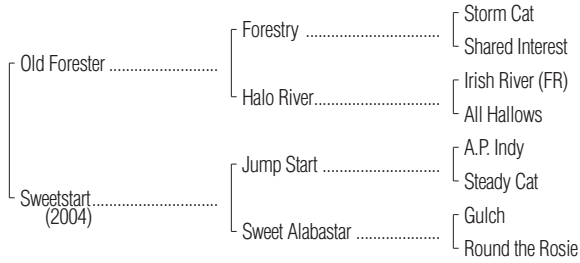 Storm Cat
Forestry ....................................
Shared Interest
Old Forester .............................
Irish River (FR)
Halo River.................................
All Hallows
A.P. Indy
Jump Start ................................
Steady Cat
Sweetstart.................................
(2004)
Gulch
Sweet Alabastar ......................
Round the Rosie